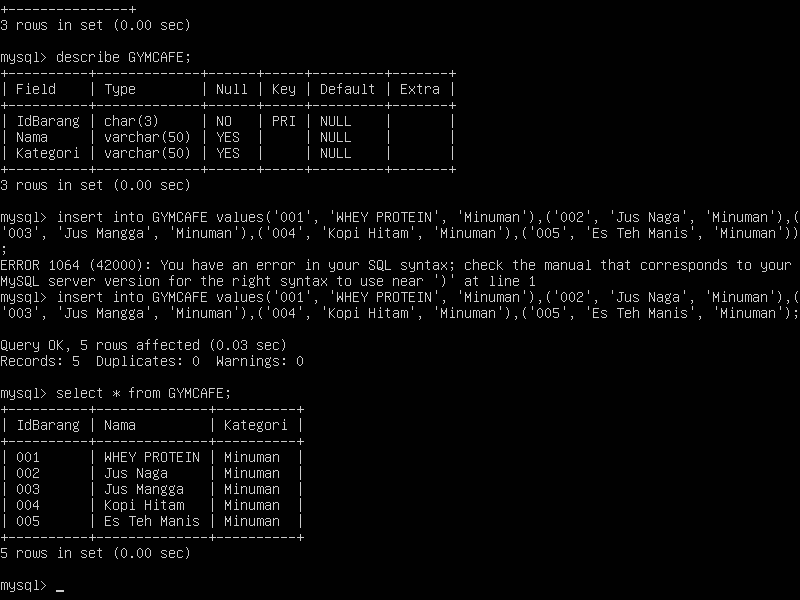 +---------------+
3 rows in set (0.00 sec)
mysql> describe GYMCAFE;
+----------+-------------+------+-----+---------+-------+
| Field    | Type        | Null | Key | Default | Extra |
+----------+-------------+------+-----+---------+-------+
| IdBarang | char(3)     | NO   | PRI | NULL    |       |
| Nama     | varchar(50) | YES  |     | NULL    |       |
| Kategori | varchar(50) | YES  |     | NULL    |       |
+----------+-------------+------+-----+---------+-------+
3 rows in set (0.00 sec)
mysql> insert into GYMCAFE values('001', 'WHEY PROTEIN', 'Minuman'),('002', 'Jus Naga', 'Minuman'),(
'003', 'Jus Mangga', 'Minuman'),('004', 'Kopi Hitam', 'Minuman'),('005', 'Es Teh Manis', 'Minuman'))
;
ERROR 1064 (42000): You have an error in your SQL syntax; check the manual that corresponds to your
MySQL server version for the right syntax to use near ')' at line 1
mysql> insert into GYMCAFE values('001', 'WHEY PROTEIN', 'Minuman'),('002', 'Jus Naga', 'Minuman'),(
'003', 'Jus Mangga', 'Minuman'),('004', 'Kopi Hitam', 'Minuman'),('005', 'Es Teh Manis', 'Minuman');
Query OK, 5 rows affected (0.03 sec)
Records: 5  Duplicates: 0  Warnings: 0
mysql> select * from GYMCAFE;
+----------+--------------+----------+
| IdBarang | Nama         | Kategori |
+----------+--------------+----------+
| 001      | WHEY PROTEIN | Minuman  |
| 002      | Jus Naga     | Minuman  |
| 003      | Jus Mangga   | Minuman  |
| 004      | Kopi Hitam   | Minuman  |
| 005      | Es Teh Manis | Minuman  |
+----------+--------------+----------+
5 rows in set (0.00 sec)
mysql> _